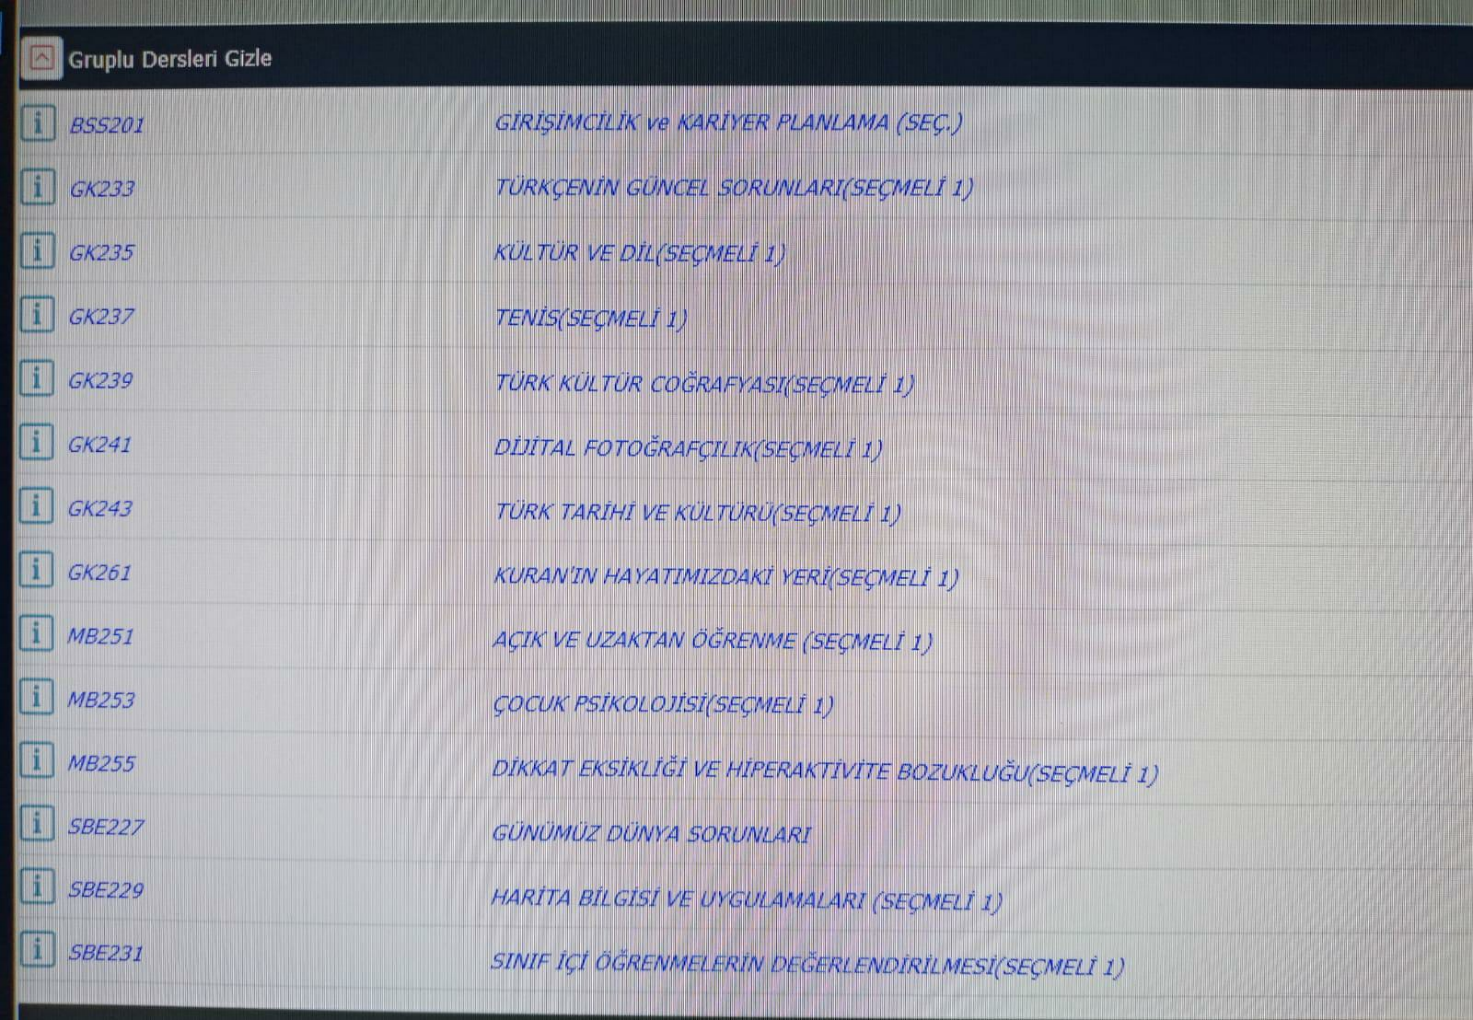 Gruplu Dersleri Gizle
BSS201 GİRİŞİMCİLİK ve KARİYER PLANLAMA (SEÇ.)
GK233 TÜRKÇENİN GÜNCEL SORUNLARI(SEÇMELİ 1)
GK235 KÜLTÜR VE DİL(SEÇMELİ 1)
GK237 TENİS(SEÇMELİ 1)
GK239 TÜRK KÜLTÜR COĞRAFYASI(SEÇMELİ 1)
GK241 DİJİTAL FOTOĞRAFÇILIK(SEÇMELİ 1)
GK243 TÜRK TARİHİ VE KÜLTÜRÜ(SEÇMELİ 1)
GK261 KURAN'IN HAYATIMIZDAKİ YERİ(SEÇMELİ 1)
MB251 AÇIK VE UZAKTAN ÖĞRENME (SEÇMELİ 1)
MB253 ÇOCUK PSİKOLOJİSİ(SEÇMELİ 1)
MB255 DİKKAT EKSİKLİĞİ VE HİPERAKTİVİTE BOZUKLUĞU(SEÇMELİ 1)
SBE227 GÜNÜMÜZ DÜNYA SORUNLARI
SBE229 HARİTA BİLGİSİ VE UYGULAMALARI (SEÇMELİ 1)
SBE231 SINIF İÇİ ÖĞRENMELERİN DEĞERLENDİRİLMESİ(SEÇMELİ 1)